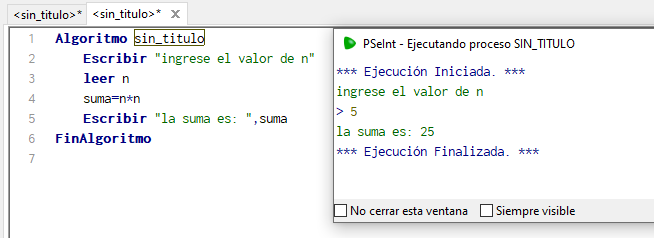 <sin_titulo>* <sin_titulo>*
1 Algoritmo sin_titulo
2 Escribir "ingrese el valor de n"
3 leer n
4 suma=n*n
5 Escribir "la suma es: ",suma
6 FinAlgoritmo
7
PSeInt - Ejecutando proceso SIN_TITULO
*** Ejecución Iniciada. ***
ingrese el valor de n
> 5
la suma es: 25
*** Ejecución Finalizada. ***
No cerrar esta ventana Siempre visible